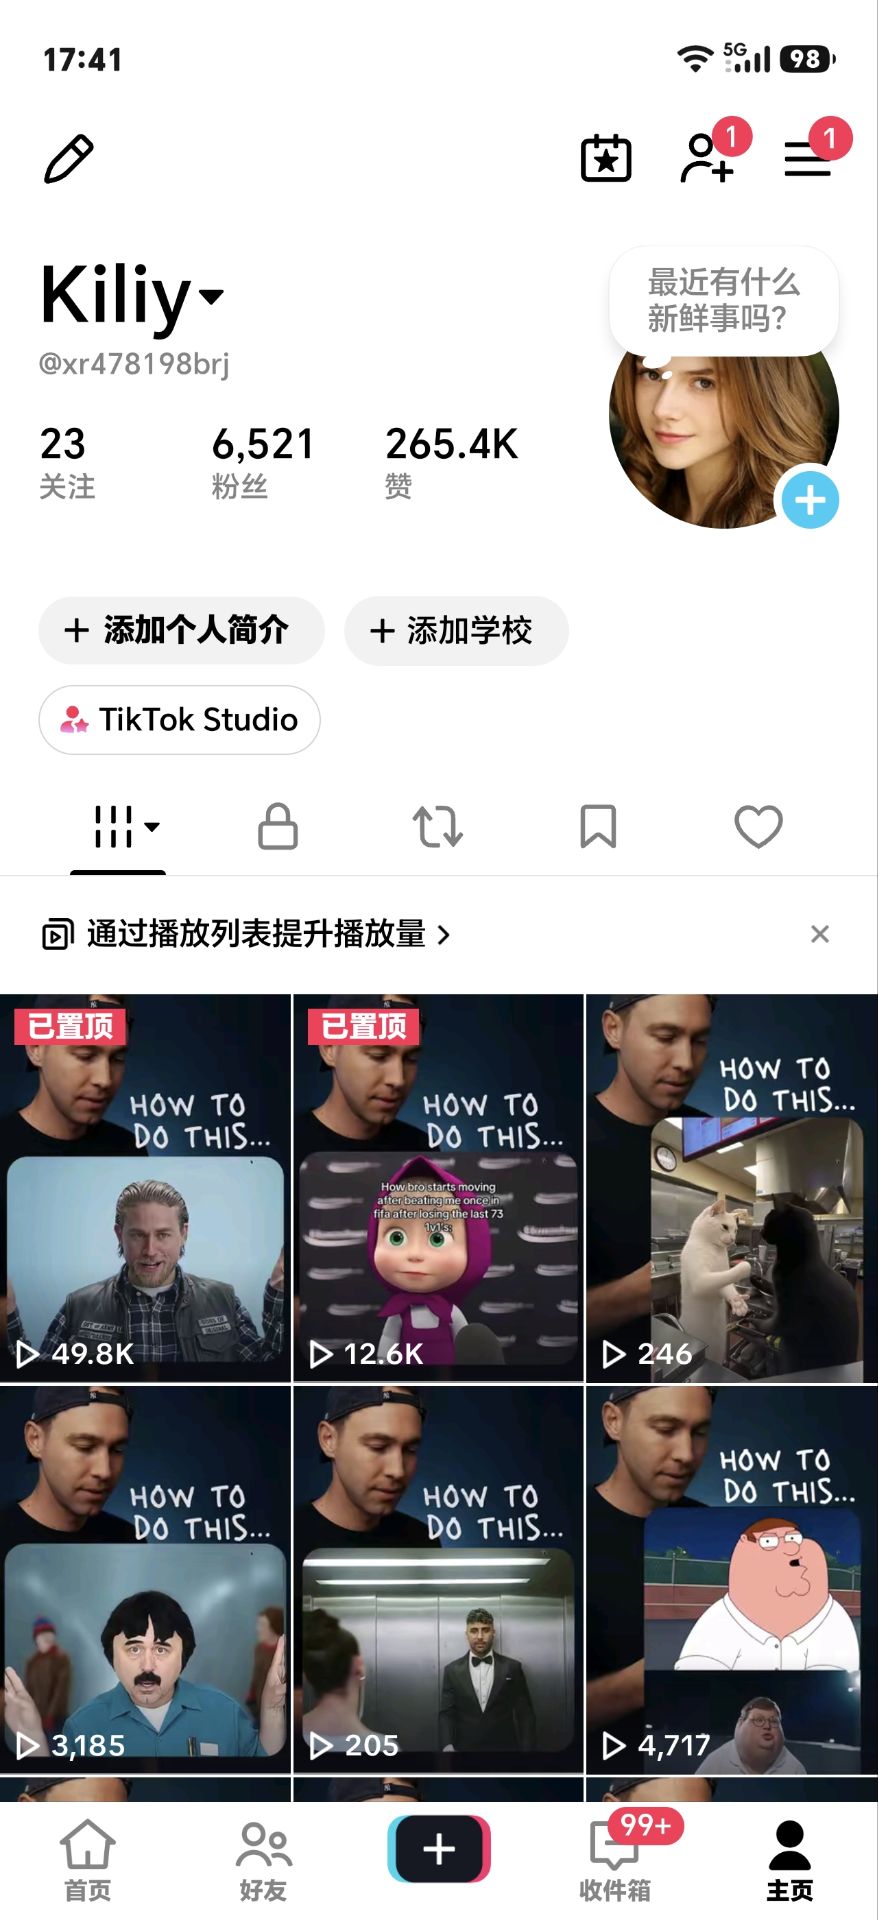 17:41
5G
98
1
1
最近有什么
新鲜事吗?
Kiliy
@xr478198brj
23
6,521
265.4K
关注
粉丝
赞
+ 添加个人简介
+ 添加学校
TikTok Studio
通过播放列表提升播放量
已置顶
HOW TO
DO THIS...
49.8K
已置顶
HOW TO
DO THIS...
How bro starts moving
after beating me once in
fifa after losing the last 73
1v1's:
12.6K
HOW TO
DO THIS...
246
HOW TO
DO THIS...
3,185
HOW TO
DO THIS...
205
HOW TO
DO THIS...
4,717
首页
好友
99+
收件箱
主页